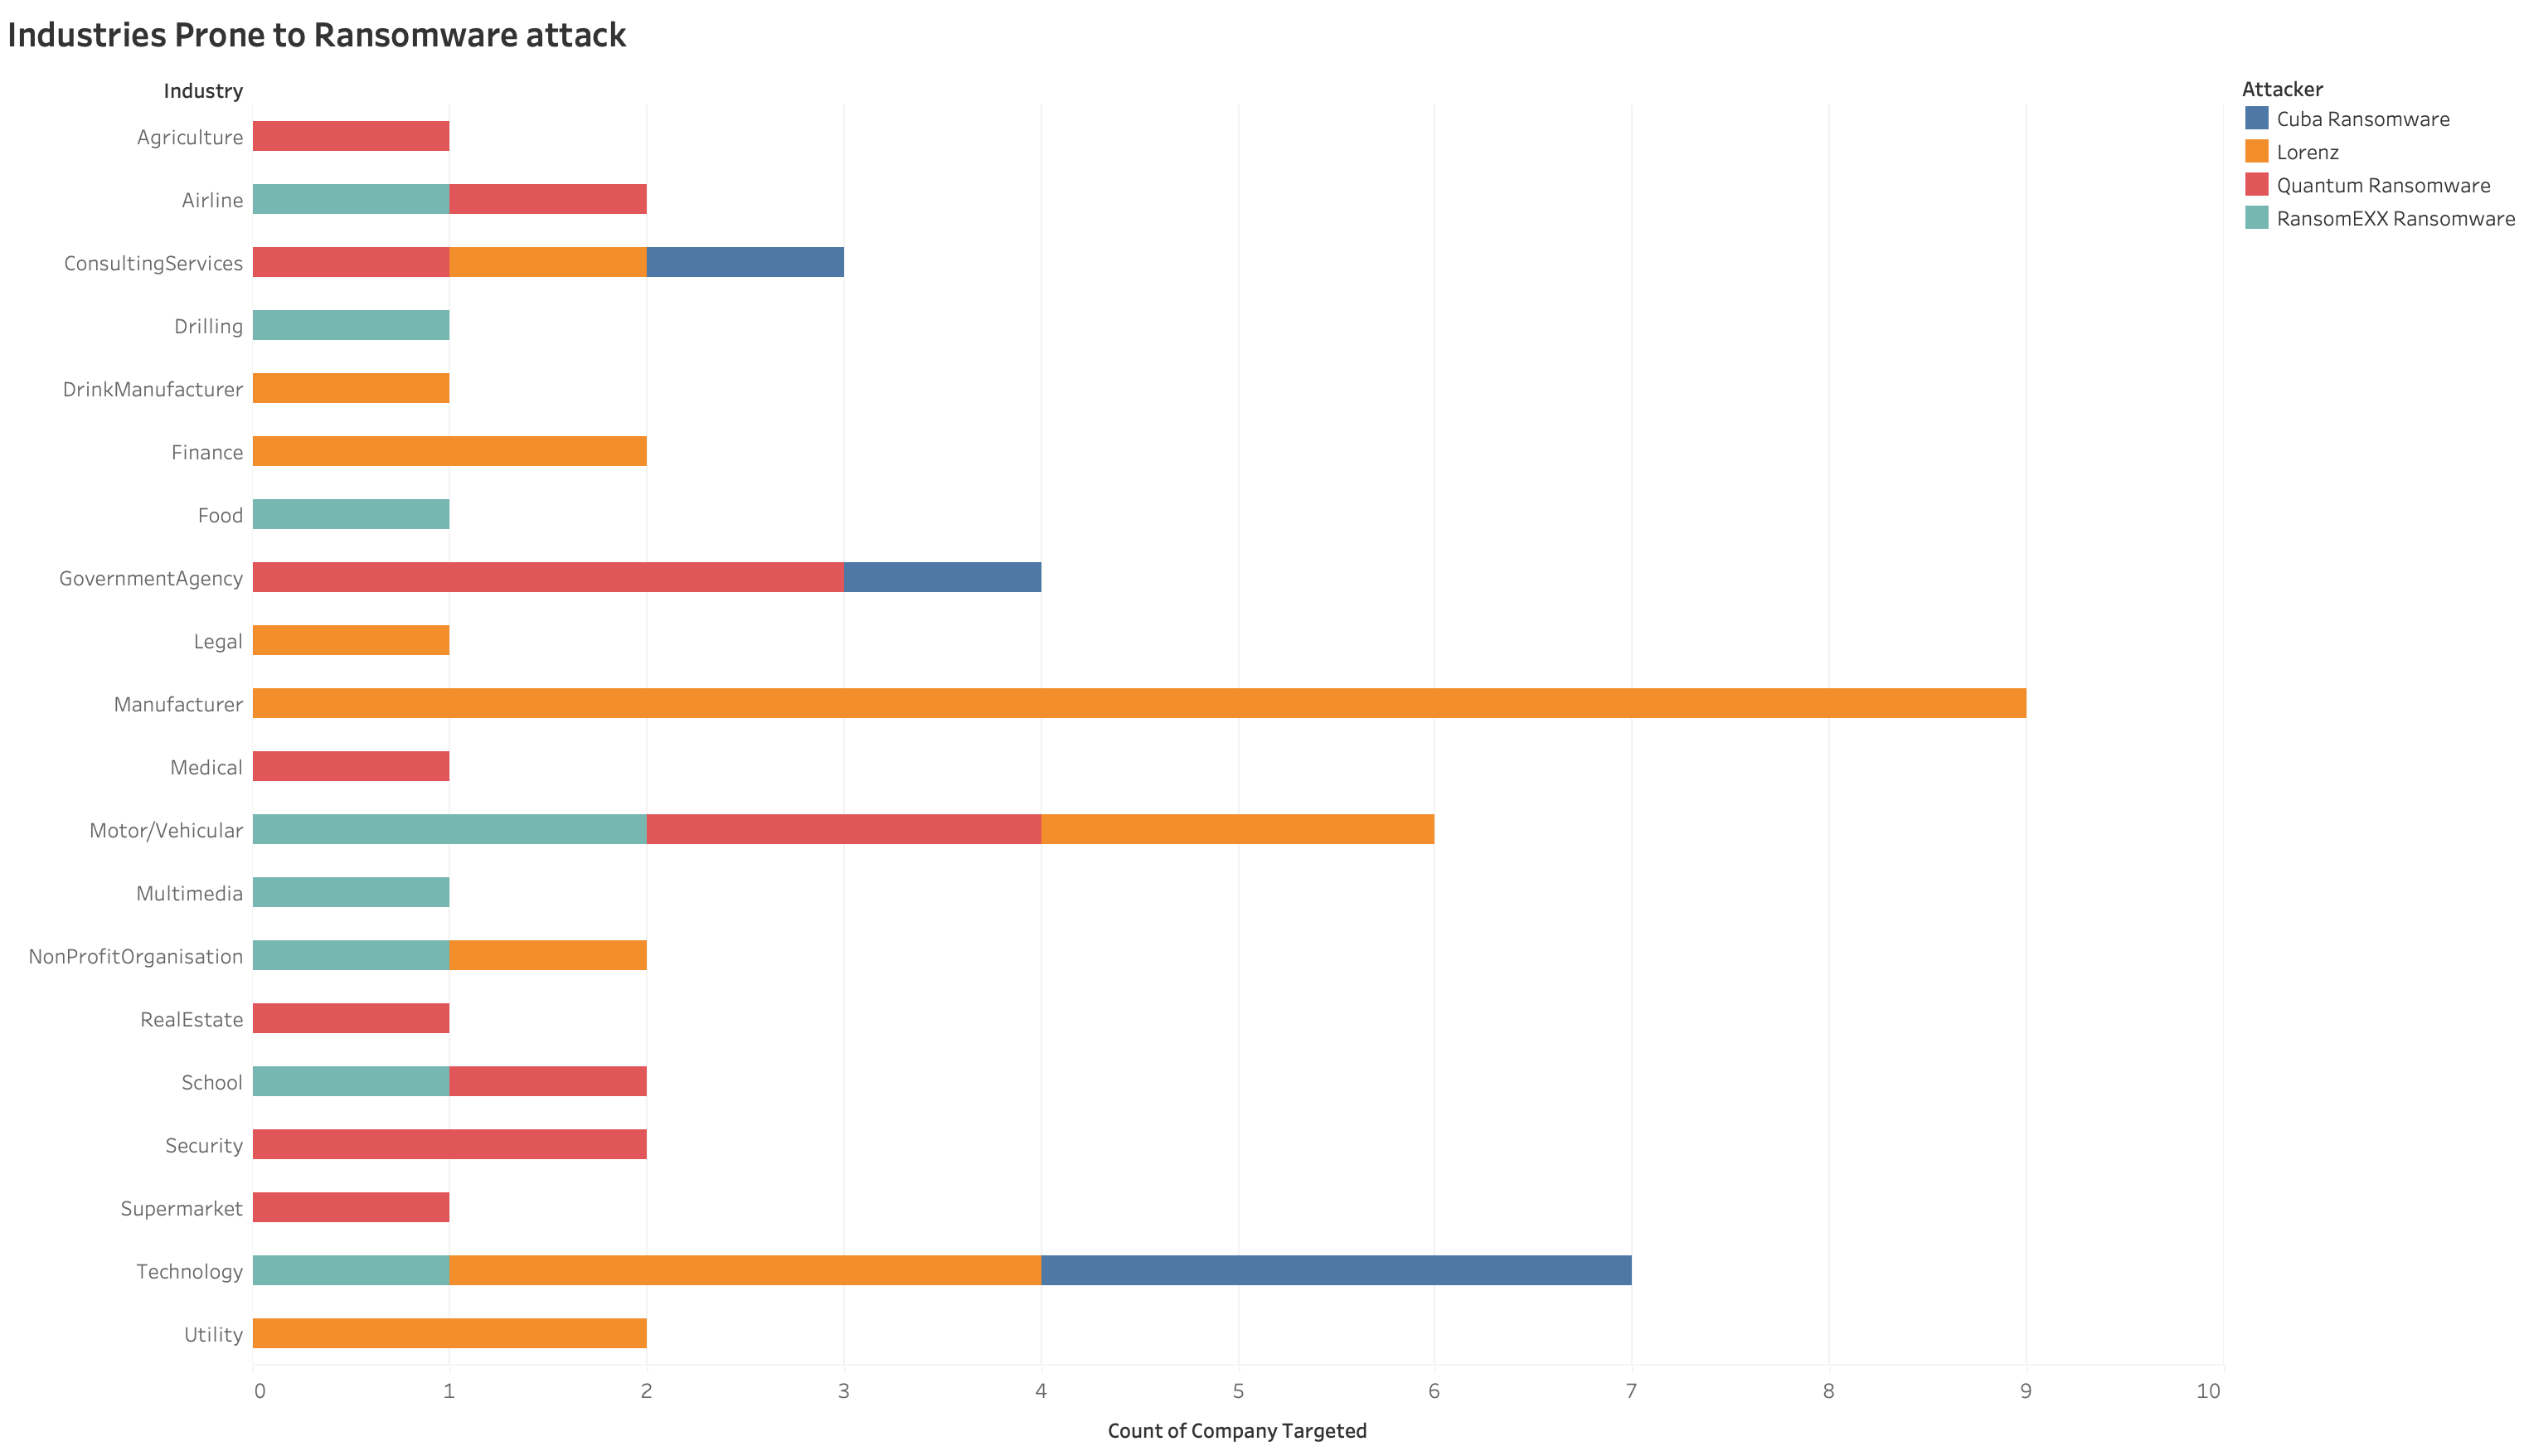 Industries Prone to Ransomware attack
Industry
Agriculture
Airline
ConsultingServices
Drilling
DrinkManufacturer
Finance
Food
GovernmentAgency
Legal
Manufacturer
Medical
Motor/Vehicular
Multimedia
NonProfitOrganisation
RealEstate
School
Security
Supermarket
Technology
Utility
0 1 2 3 4 5 6 7 8 9 10
Count of Company Targeted
Attacker
Cuba Ransomware
Lorenz
Quantum Ransomware
RansomEXX Ransomware